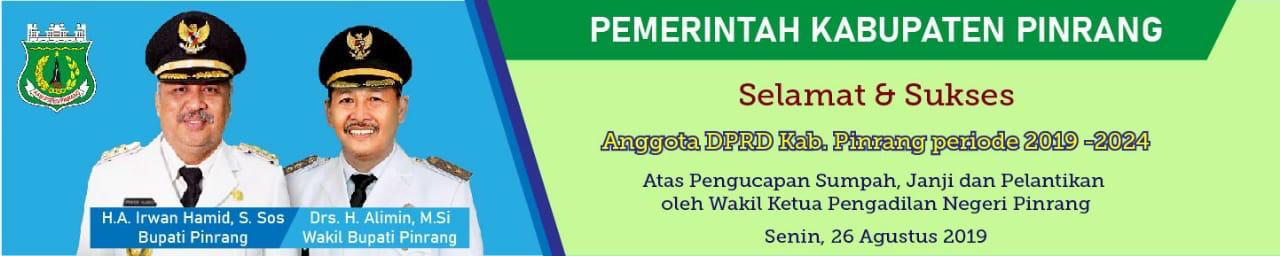 KABUPATEN PINRANG
H.A. Irwan Hamid, S. Sos
Bupati Pinrang
Drs. H. Alimin, M.Si
Wakil Bupati Pinrang
PEMERINTAH KABUPATEN PINRANG
Selamat & Sukses
Anggota DPRD Kab. Pinrang periode 2019 -2024
Atas Pengucapan Sumpah, Janji dan Pelantikan
oleh Wakil Ketua Pengadilan Negeri Pinrang
Senin, 26 Agustus 2019